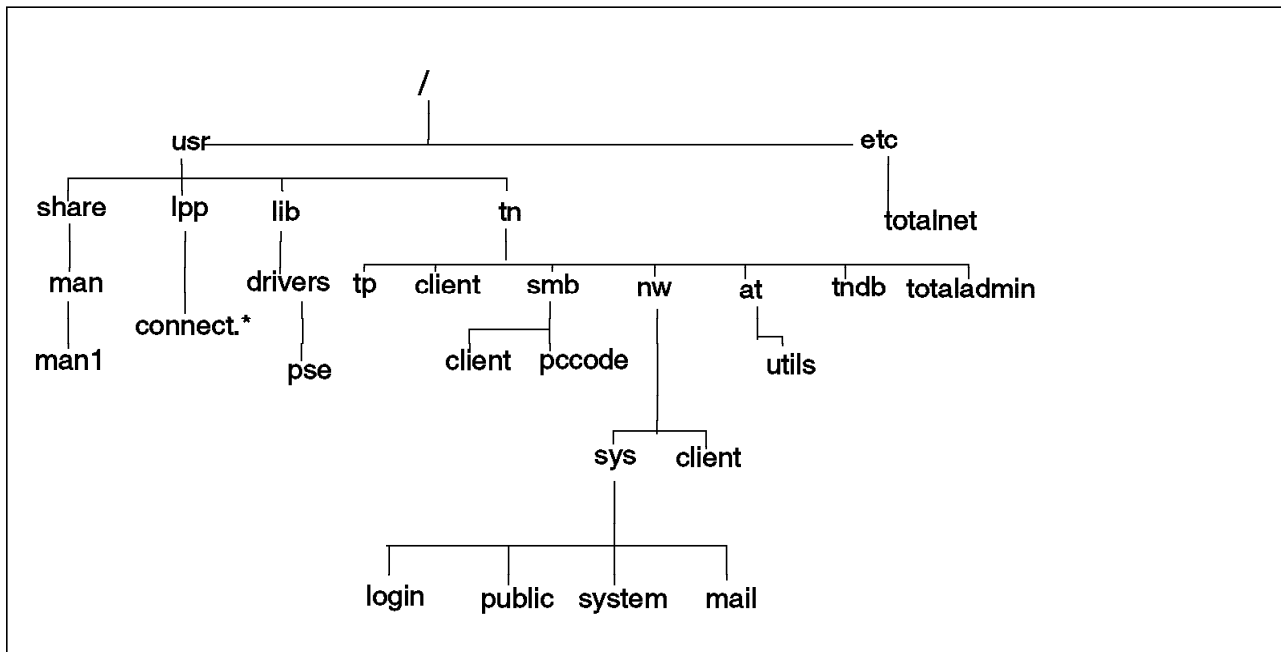 /
usr etc
share lpp lib tn totalnet
man drivers tp client smb nw at tndb totaladmin
connect.*
man1 pse client pccode utils
sys client
login public system mail